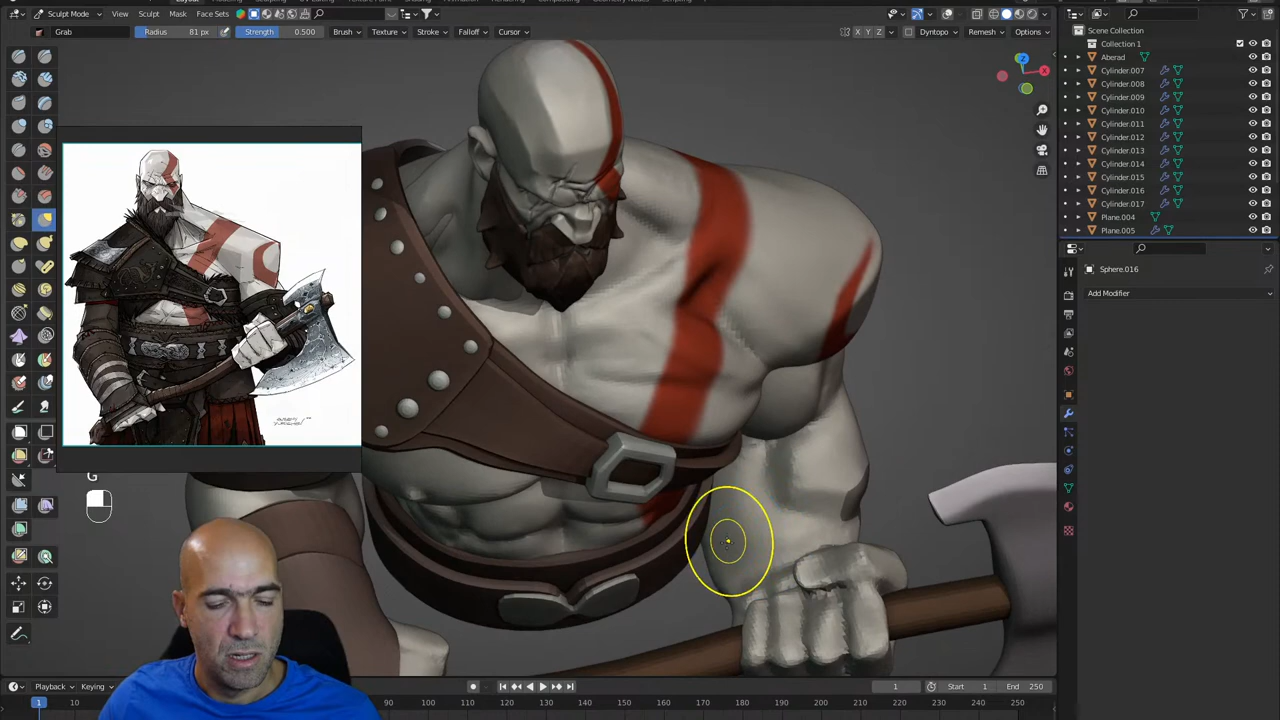 Sculpt Mode View Sculpt Mask Face Sets Options
Grab Radius 81 px Strength 0.500 Brush Texture Stroke Falloff Cursor X Y Z Dyntopo Remesh Options
Scene Collection
Collection 1
Aberad
Cylinder.007
Cylinder.008
Cylinder.009
Cylinder.010
Cylinder.011
Cylinder.012
Cylinder.013
Cylinder.014
Cylinder.015
Cylinder.016
Cylinder.017
Plane.004
Plane.005
Sphere.016
Add Modifier
Z
X
G
Playback Keying 1 Start 1 End 250
1 10 80 90 100 110 120 130 140 150 160 170 180 190 200 210 220 230 240 250